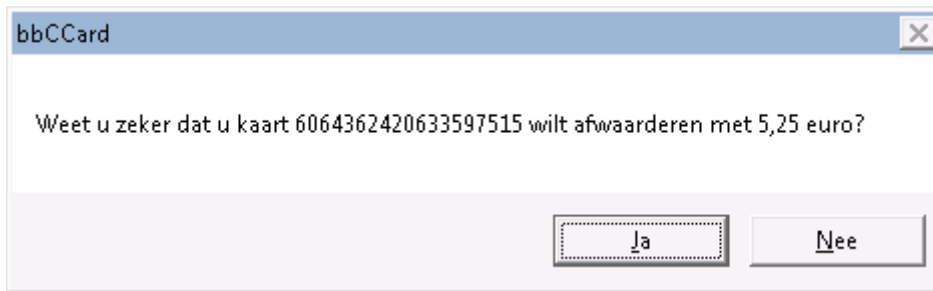 bbCCard
Weet u zeker dat u kaart 6064362420633597515 wilt afwaarderen met 5,25 euro?
Ja
Nee